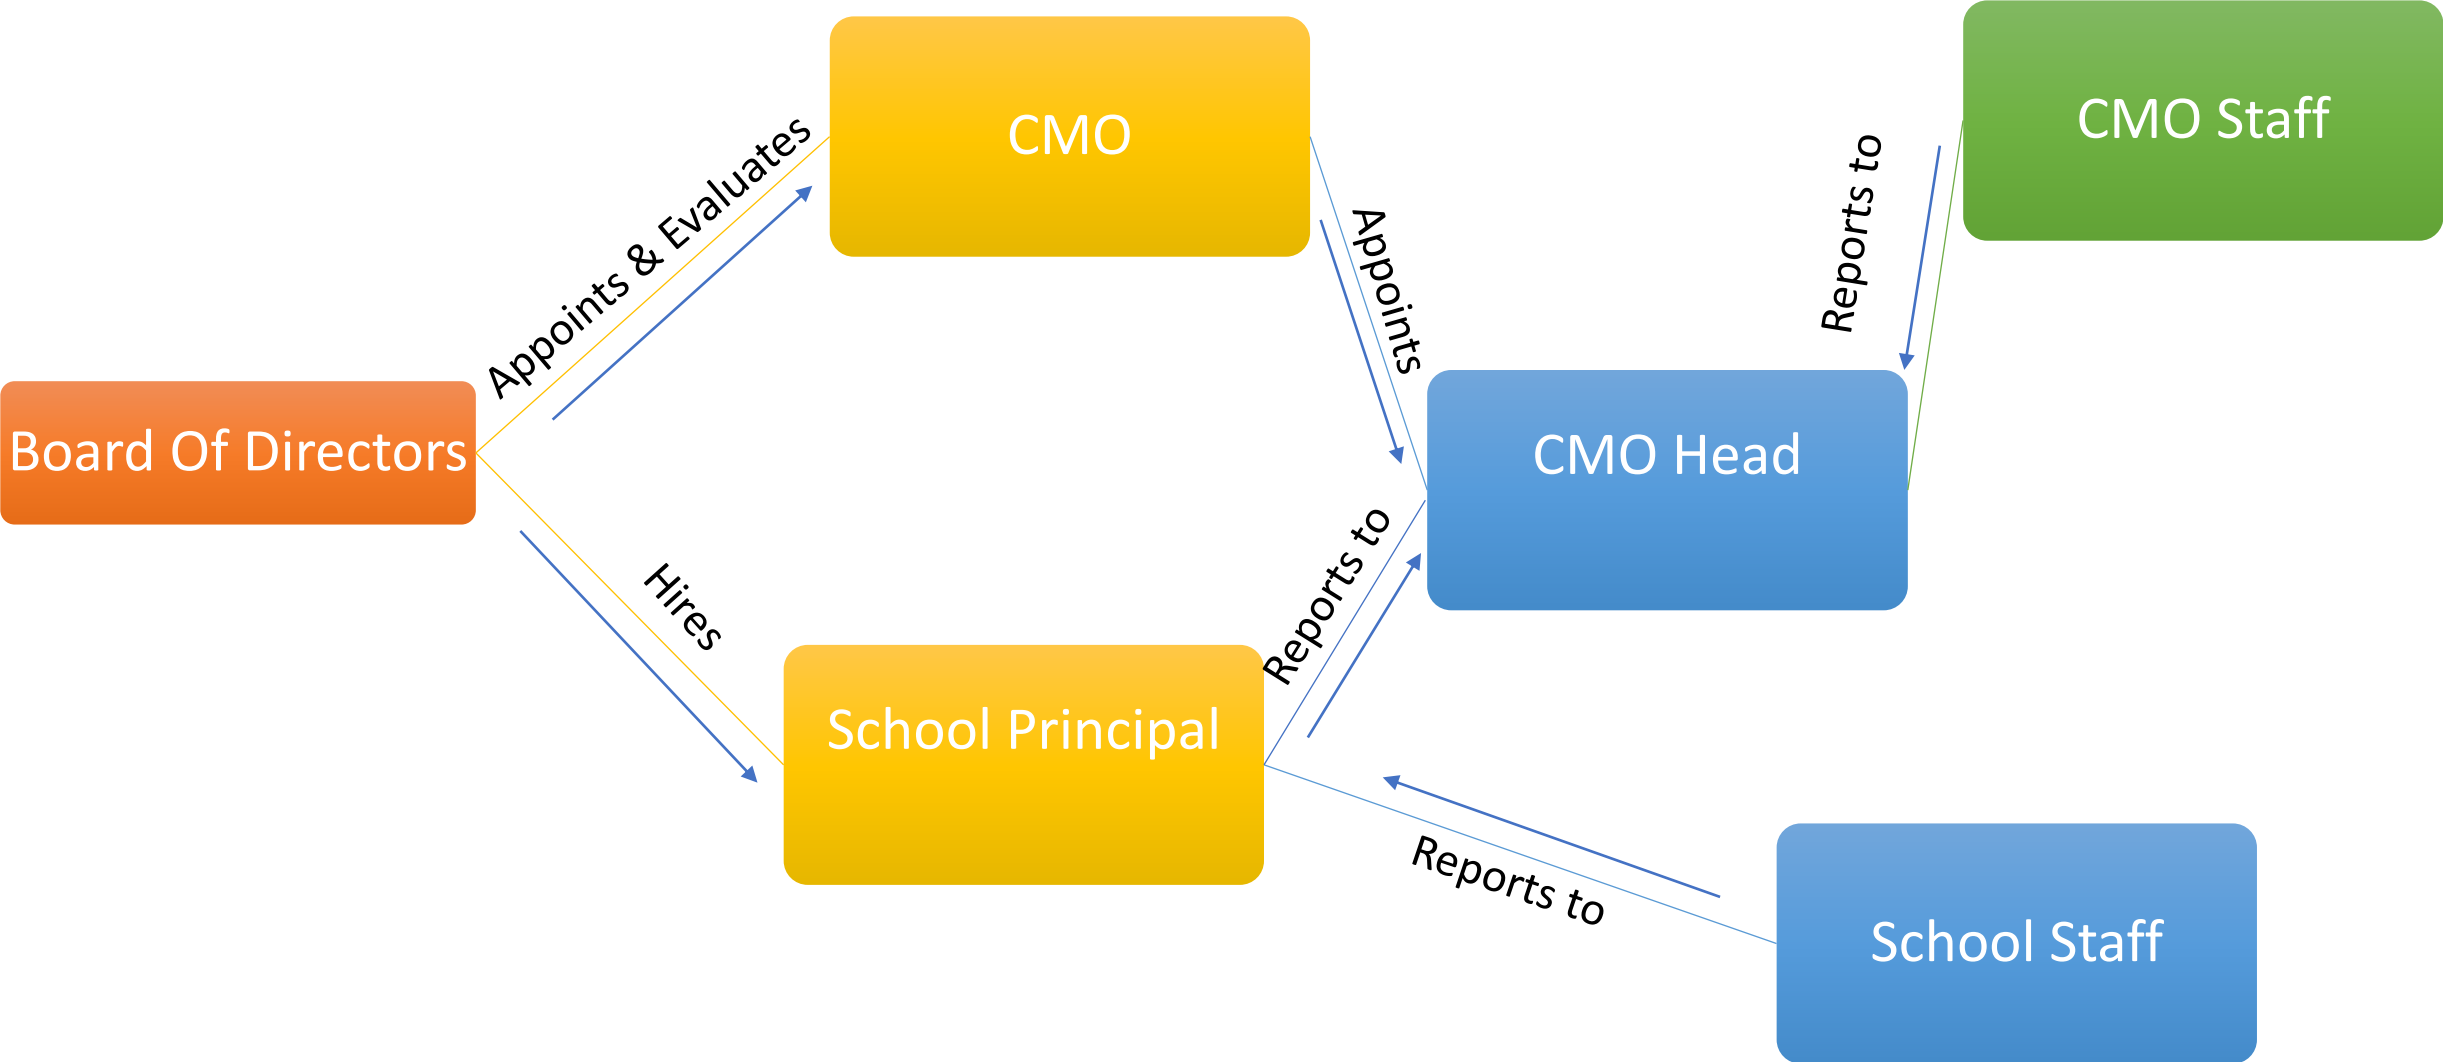 CMO
CMO Staff
Appoints & Evaluates
Appoints
Reports to
Board Of Directors
CMO Head
Hires
Reports to
School Principal
Reports to
School Staff